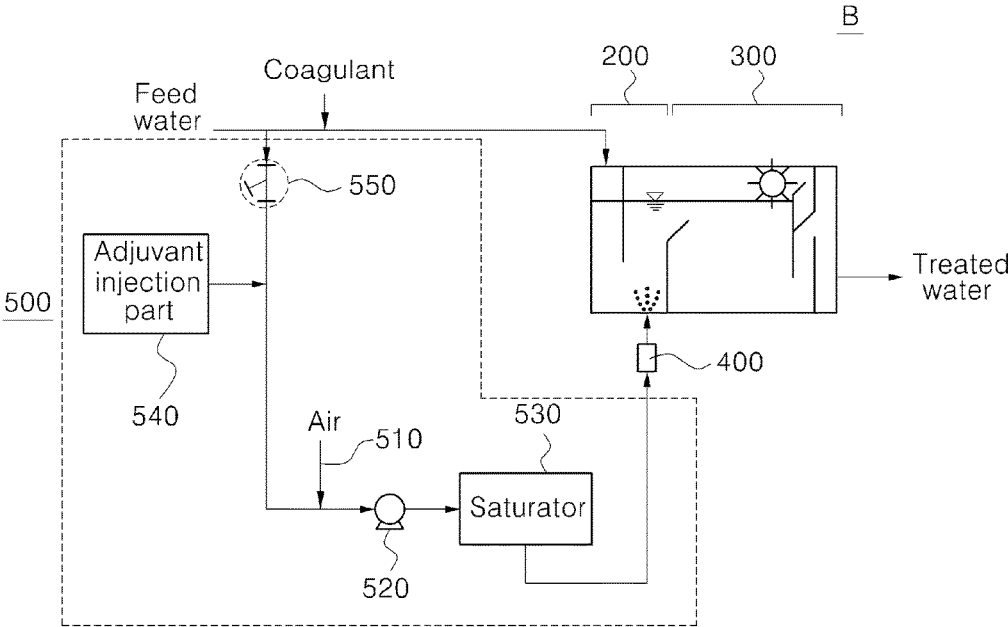 B
200
300
Coagulant
Feed
water
550
Adjuvant
injection
part
500
Treated
water
400
540
Air
510
530
Saturator
520